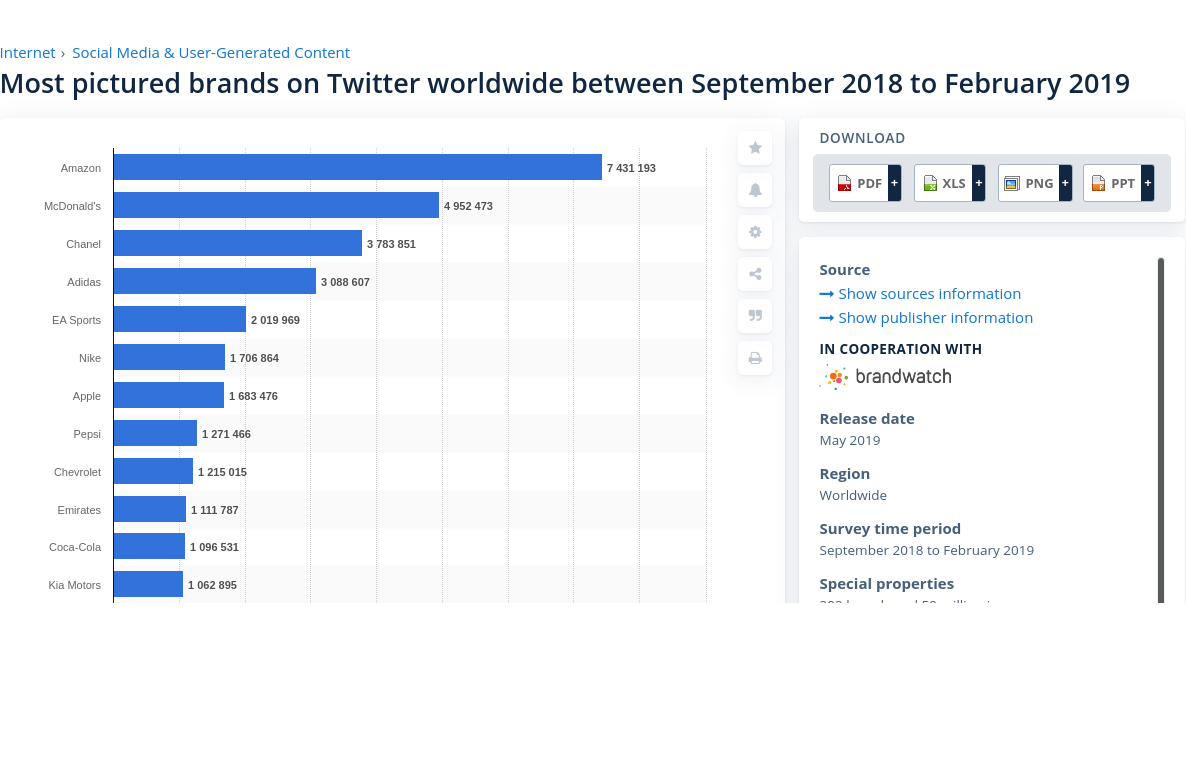 Internet › Social Media & User-Generated Content
Most pictured brands on Twitter worldwide between September 2018 to February 2019
Amazon 7 431 193
McDonald's 4 952 473
Chanel 3 783 851
Adidas 3 088 607
EA Sports 2 019 969
Nike 1 706 864
Apple 1 683 476
Pepsi 1 271 466
Chevrolet 1 215 015
Emirates 1 111 787
Coca-Cola 1 096 531
Kia Motors 1 062 895
DOWNLOAD
PDF + XLS + PNG + PPT +
Source
Show sources information
Show publisher information
IN COOPERATION WITH
brandwatch
Release date
May 2019
Region
Worldwide
Survey time period
September 2018 to February 2019
Special properties